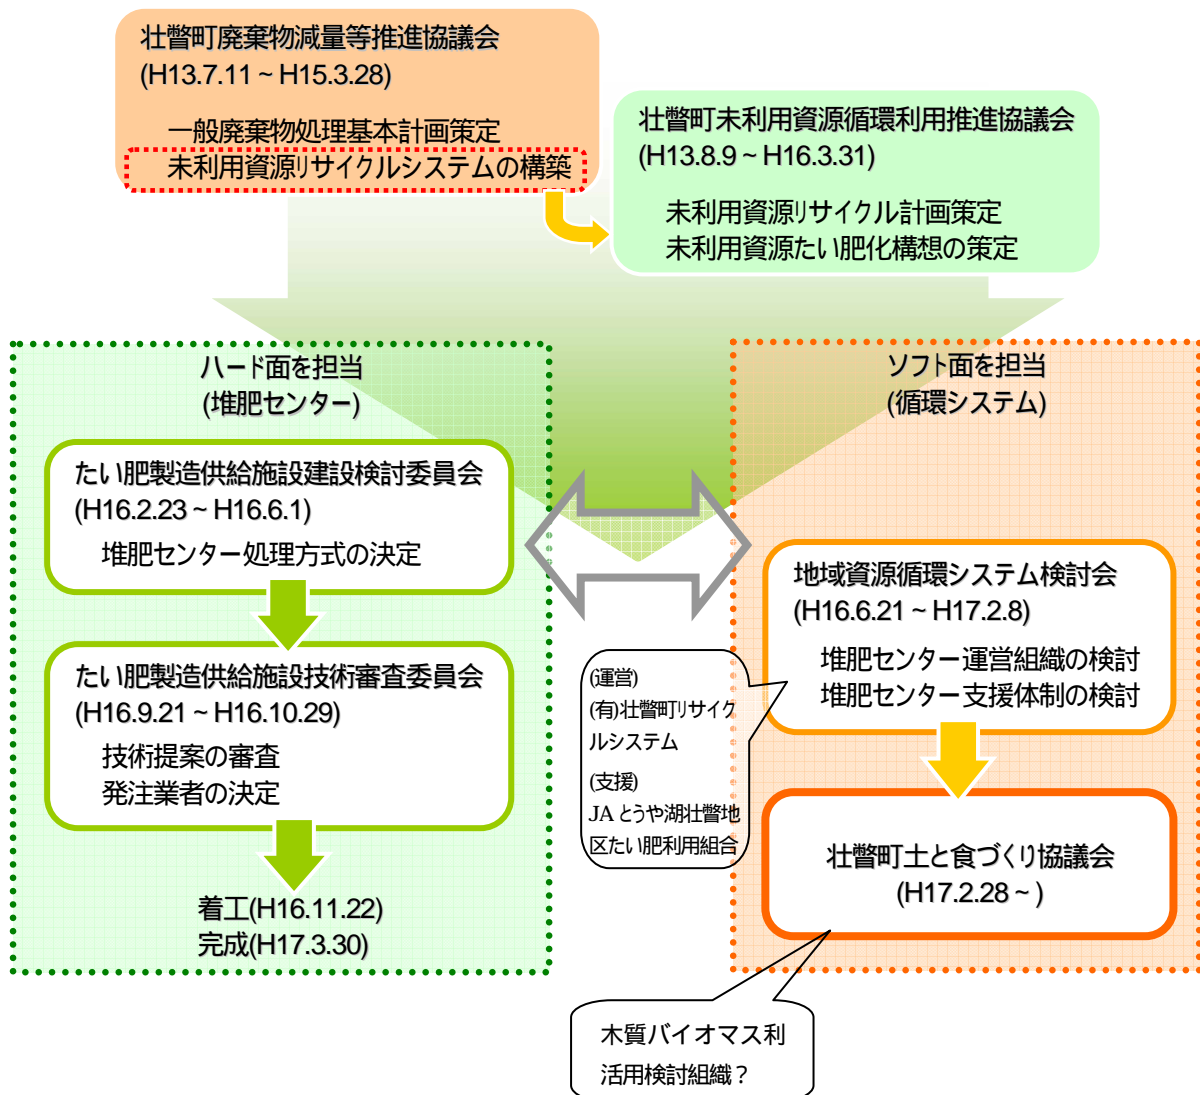 壮瞥町廃棄物減量等推進協議会
(H13.7.11 ~ H15.3.28)
一般廃棄物処理基本計画策定
未利用資源リサイクルシステムの構築
壮瞥町未利用資源循環利用推進協議会
(H13.8.9 ~ H16.3.31)
未利用資源リサイクル計画策定
未利用資源たい肥化構想の策定
ハード面を担当
(堆肥センター)
たい肥製造供給施設建設検討委員会
(H16.2.23 ~ H16.6.1)
堆肥センター処理方式の決定
たい肥製造供給施設技術審査委員会
(H16.9.21 ~ H16.10.29)
技術提案の審査
発注業者の決定
着工(H16.11.22)
完成(H17.3.30)
ソフト面を担当
(循環システム)
地域資源循環システム検討会
(H16.6.21 ~ H17.2.8)
堆肥センター運営組織の検討
堆肥センター支援体制の検討
(運営)
(有)壮瞥町リサイク
ルシステム
(支援)
JAとうや湖壮瞥地
区たい肥利用組合
壮瞥町土と食づくり協議会
(H17.2.28 ~ )
木質バイオマス利
活用検討組織？